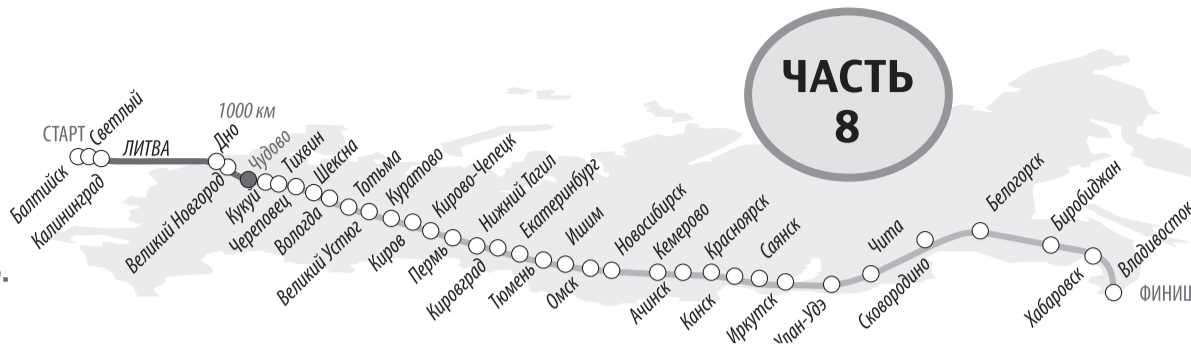 ЧАСТЬ
8
1000 км
СТАРТ
Светлый
ЛИТВА
Дно
Чудово
Тихвин
Шексна
Тотьма
Куратово
Кирово-Чепецк
Нижний Тагил
Екатеринбург
Ишим
Новосибирск
Кемерово
Красноярск
Саянск
Чита
Белогорск
Биробиджан
Владивосток
Балтийск
Калининград
Великий Новгород
Кукуй
Череповец
Вологда
Великий Устюг
Киров
Пермь
Кировград
Тюмень
Омск
Ачинск
Канск
Иркутск
Улан-Удэ
Сковородино
Хабаровск